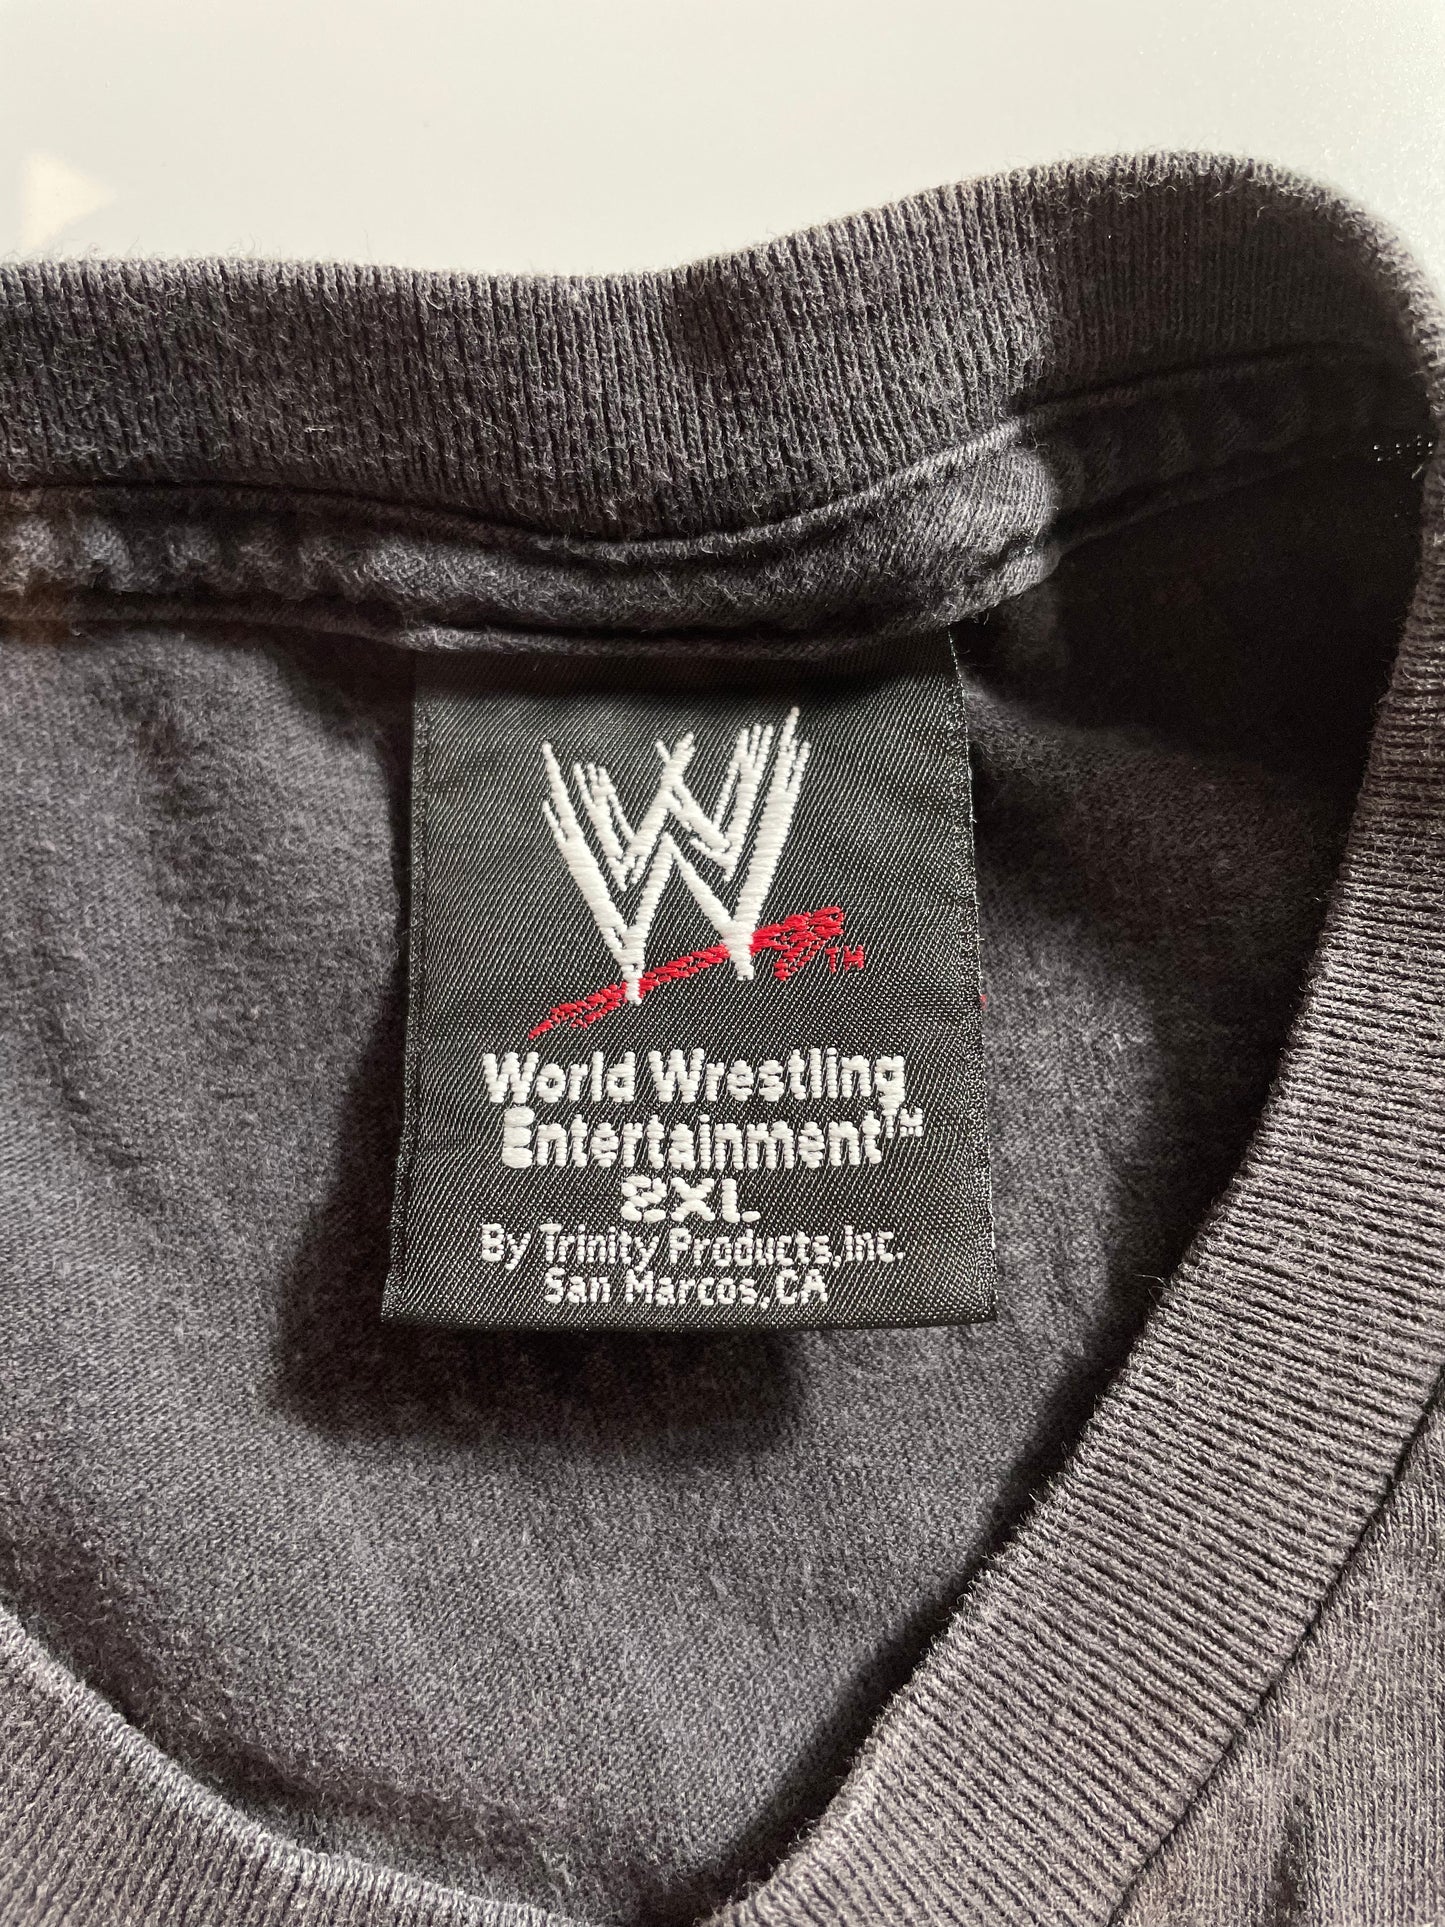 W
TM
World Wrestling
Entertainment™
2XL
By Trinity Products, Inc.
San Marcos, CA